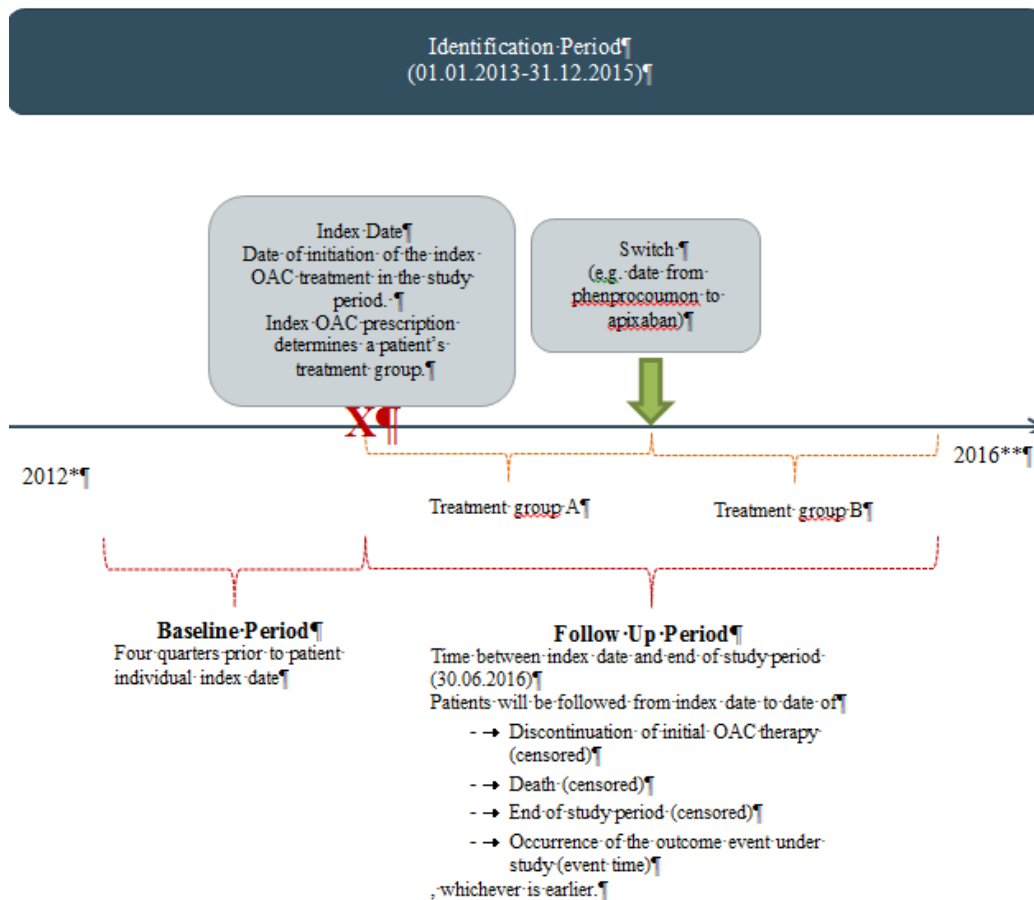 Identification·Period¶
(01.01.2013-31.12.2015)¶
Index·Date¶
Date·of·initiation·of·the·index·
OAC·treatment·in·the·study·
period.·¶
Index·OAC·prescription·
determines·a·patient’s·
treatment·group.¶
Switch·¶
(e.g.·date·from·
phenprocoumon·to·
apixaban)¶
X¶
2012*¶
2016**¶
Treatment·group·A¶
Treatment·group·B¶
Baseline·Period¶
Four·quarters·prior·to·patient·
individual·index·date¶
Follow·Up·Period¶
Time·between·index·date·and·end·of·study·period·
(30.06.2016)¶
Patients·will·be·followed·from·index·date·to·date·of¶
-→Discontinuation·of·initial·OAC·therapy·
(censored)¶
-→Death·(censored)¶
-→End·of·study·period·(censored)¶
-→Occurrence·of·the·outcome·event·under·
study·(event·time)¶
,·whichever·is·earlier.¶